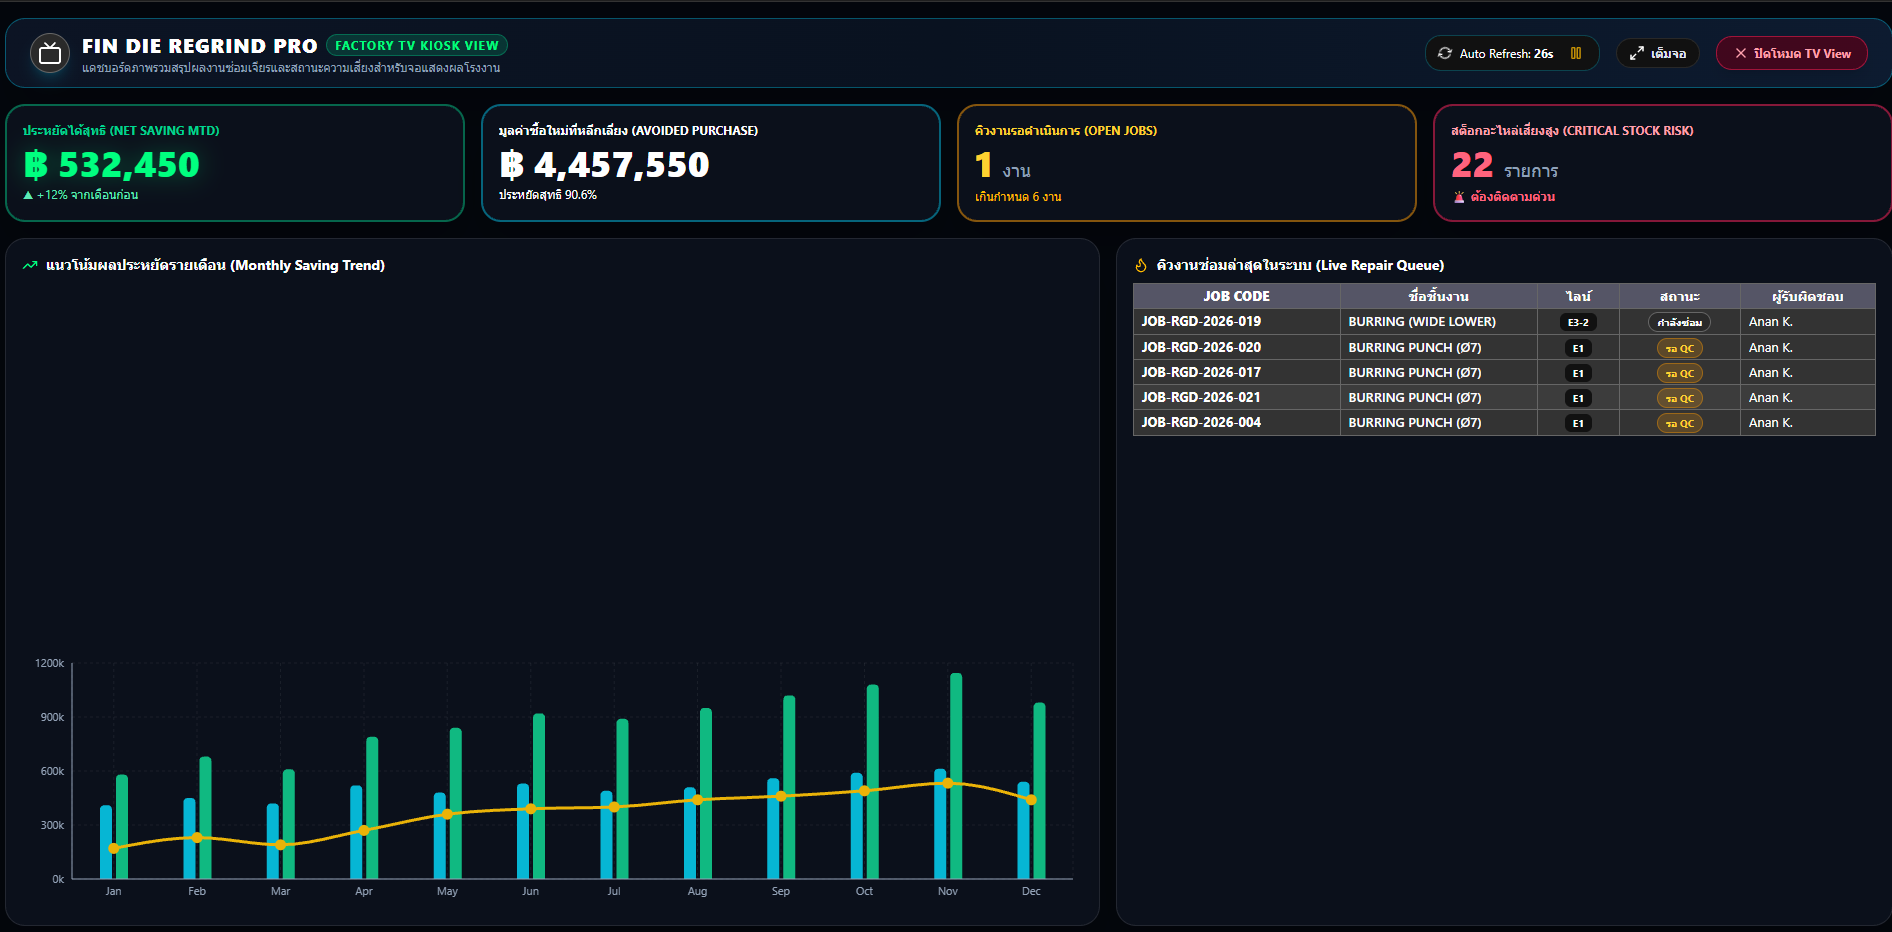 FIN DIE REGRIND PRO FACTORY TV KIOSK VIEW
แดชบอร์ดภาพรวมสรุปผลงานซ่อมเจียรและสถานะความเสี่ยงสำหรับจอแสดงผลโรงงาน
Auto Refresh: 26s
เต็มจอ
ปิดโหมด TV View
ประหยัดได้สุทธิ (NET SAVING MTD)
฿ 532,450
▲ +12% จากเดือนก่อน
มูลค่าซื้อใหม่ที่หลีกเลี่ยง (AVOIDED PURCHASE)
฿ 4,457,550
ประหยัดสุทธิ 90.6%
คิวงานรอดำเนินการ (OPEN JOBS)
1 งาน
เกินกำหนด 6 งาน
สต็อกอะไหล่เสี่ยงสูง (CRITICAL STOCK RISK)
22 รายการ
🚨 ต้องติดตามด่วน
แนวโน้มผลประหยัดรายเดือน (Monthly Saving Trend)
1200k
900k
600k
300k
0k
Jan Feb Mar Apr May Jun Jul Aug Sep Oct Nov Dec
คิวงานซ่อมล่าสุดในระบบ (Live Repair Queue)
JOB CODE ชื่อชิ้นงาน ไลน์ สถานะ ผู้รับผิดชอบ
JOB-RGD-2026-019 BURRING (WIDE LOWER) E3-2 กำลังซ่อม Anan K.
JOB-RGD-2026-020 BURRING PUNCH (Ø7) E1 รอ QC Anan K.
JOB-RGD-2026-017 BURRING PUNCH (Ø7) E1 รอ QC Anan K.
JOB-RGD-2026-021 BURRING PUNCH (Ø7) E1 รอ QC Anan K.
JOB-RGD-2026-004 BURRING PUNCH (Ø7) E1 รอ QC Anan K.